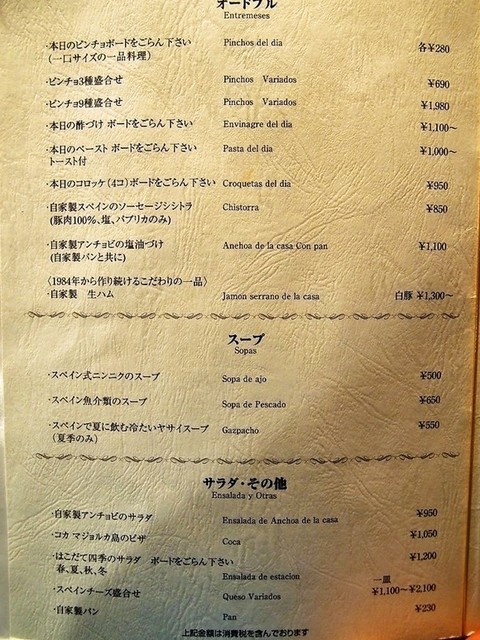 オードブル
Entremeses
・本日のピンチョボードをごらん下さい Pinchos del dia 各¥280
(一口サイズの一品料理)
・ピンチョ3種盛合せ Pinchos Variados ¥690
・ピンチョ9種盛合せ Pinchos Variados ¥1,980
・本日の酢づけ ボードをごらん下さい Envinagre del dia ¥1,100〜
・本日のペースト ボードをごらん下さい Pasta del dia ¥1,000〜
トースト付
・本日のコロッケ(4コ)ボードをごらん下さい Croquetas del dia ¥950
・自家製スペインのソーセージシシトラ Chistorra ¥850
(豚肉100%、塩、パプリカのみ)
・自家製アンチョビの塩油づけ Anchoa de la casa Con pan ¥1,100
(自家製パンと共に)
〈1984年から作り続けるこだわりの一品〉
・自家製 生ハム Jamon serrano de la casa 白豚 ¥1,300〜
スープ
Sopas
・スペイン式ニンニクのスープ Sopa de ajo ¥500
・スペイン魚介類のスープ Sopa de Pescado ¥650
・スペインで夏に飲む冷たいヤサイスープ Gazpacho ¥550
(夏季のみ)
サラダ・その他
Ensalada y Otras
・自家製アンチョビのサラダ Ensalada de Anchoa de la casa ¥950
・コカ マジョルカ島のピザ Coca ¥1,050
・はこだて四季のサラダ ボードをごらん下さい ¥1,200
春、夏、秋、冬 Ensalada de estacion
一皿
・スペインチーズ盛合せ Queso Variados ¥1,100〜¥2,100
・自家製パン Pan ¥230
上記金額は消費税を含んでおります